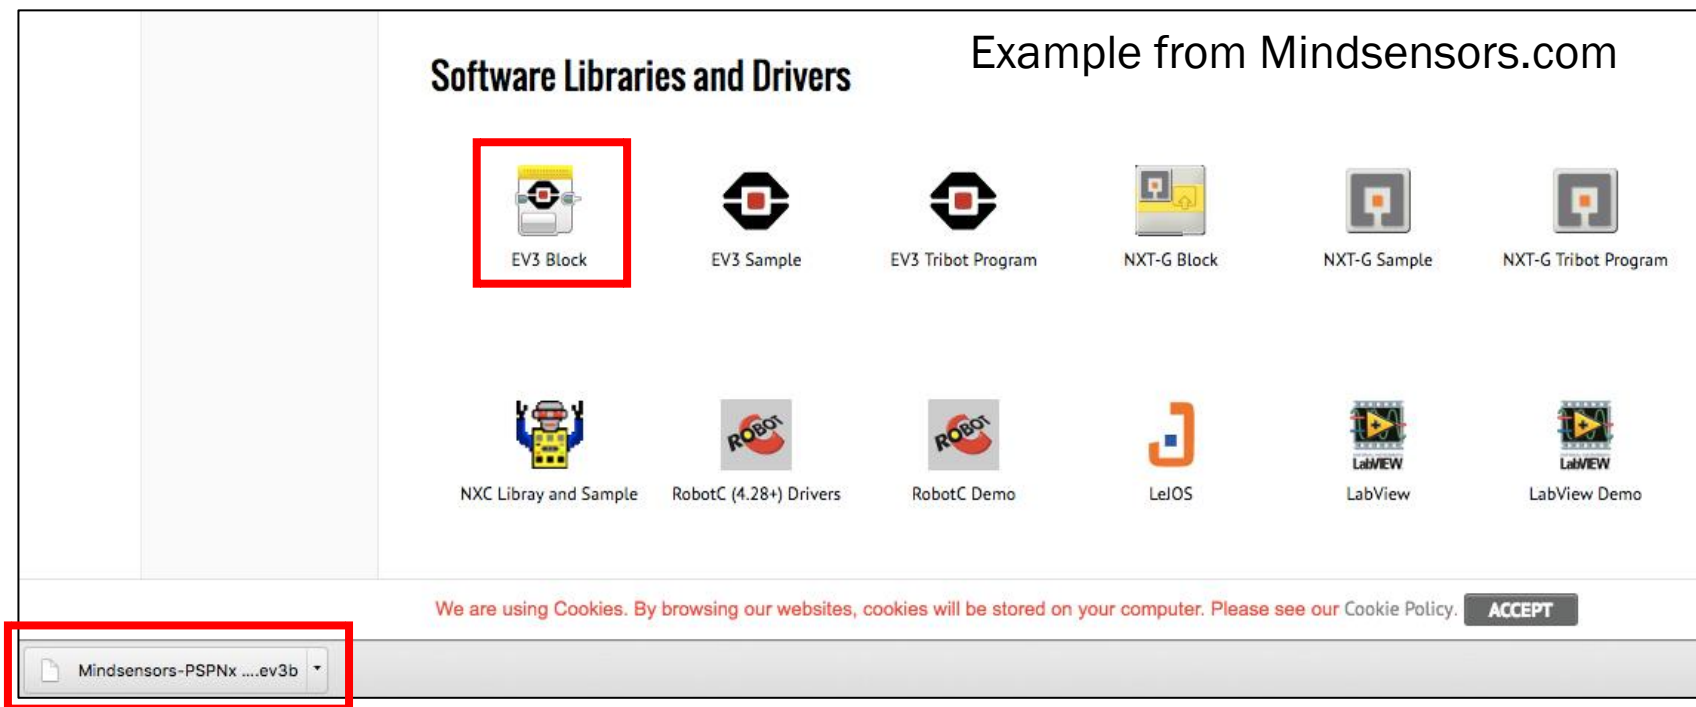 Example from Mindsensors.com
Software Libraries and Drivers
EV3 Block
EV3 Sample
EV3 Tribot Program
NXT-G Block
NXT-G Sample
NXT-G Tribot Program
ROBOT
ROBOT
LabVIEW
LabVIEW
NXC Libray and Sample
RobotC (4.28+) Drivers
RobotC Demo
LeJOS
LabView
LabView Demo
We are using Cookies. By browsing our websites, cookies will be stored on your computer. Please see our Cookie Policy. ACCEPT
Mindsensors-PSPNx ....ev3b